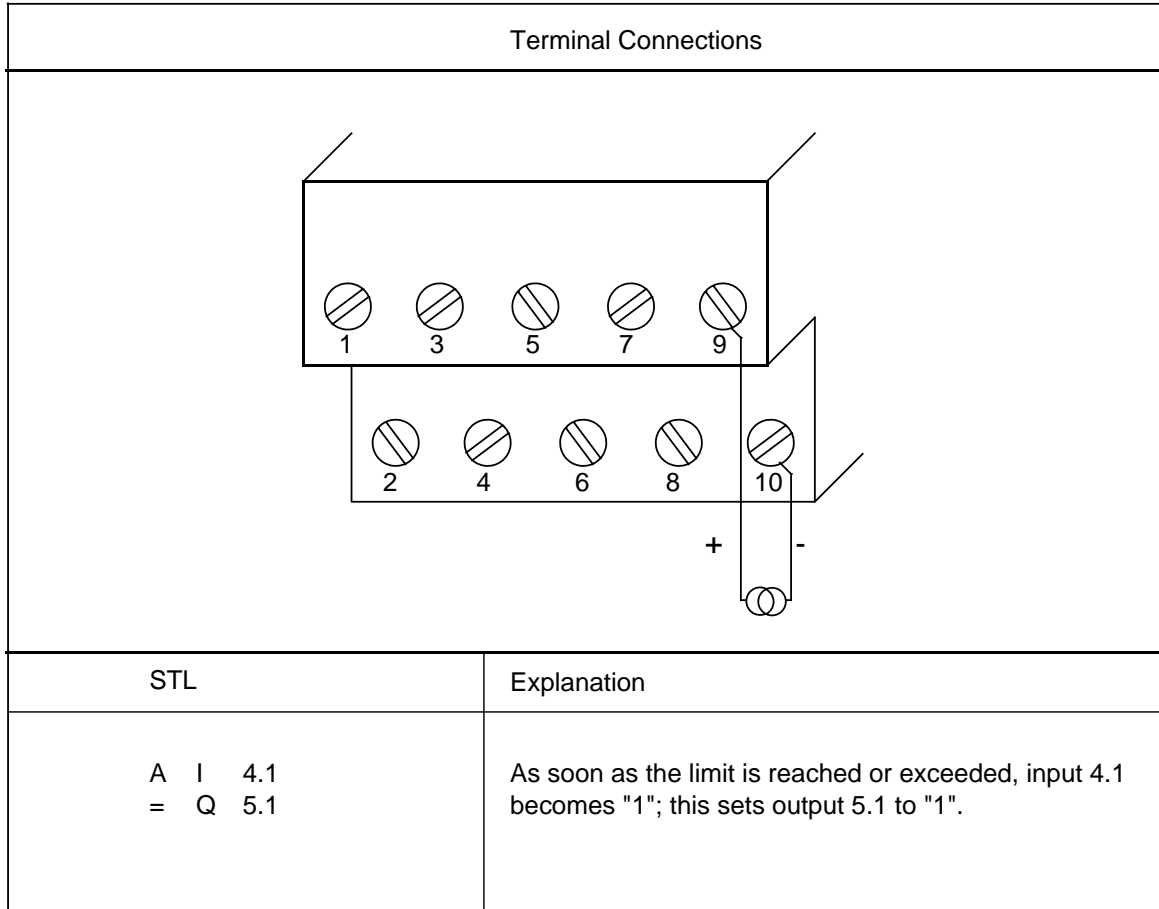 Terminal Connections
1 3 5 7 9
2 4 6 8 10
+ -
STL
Explanation
A I 4.1
= Q 5.1
As soon as the limit is reached or exceeded, input 4.1
becomes "1"; this sets output 5.1 to "1".